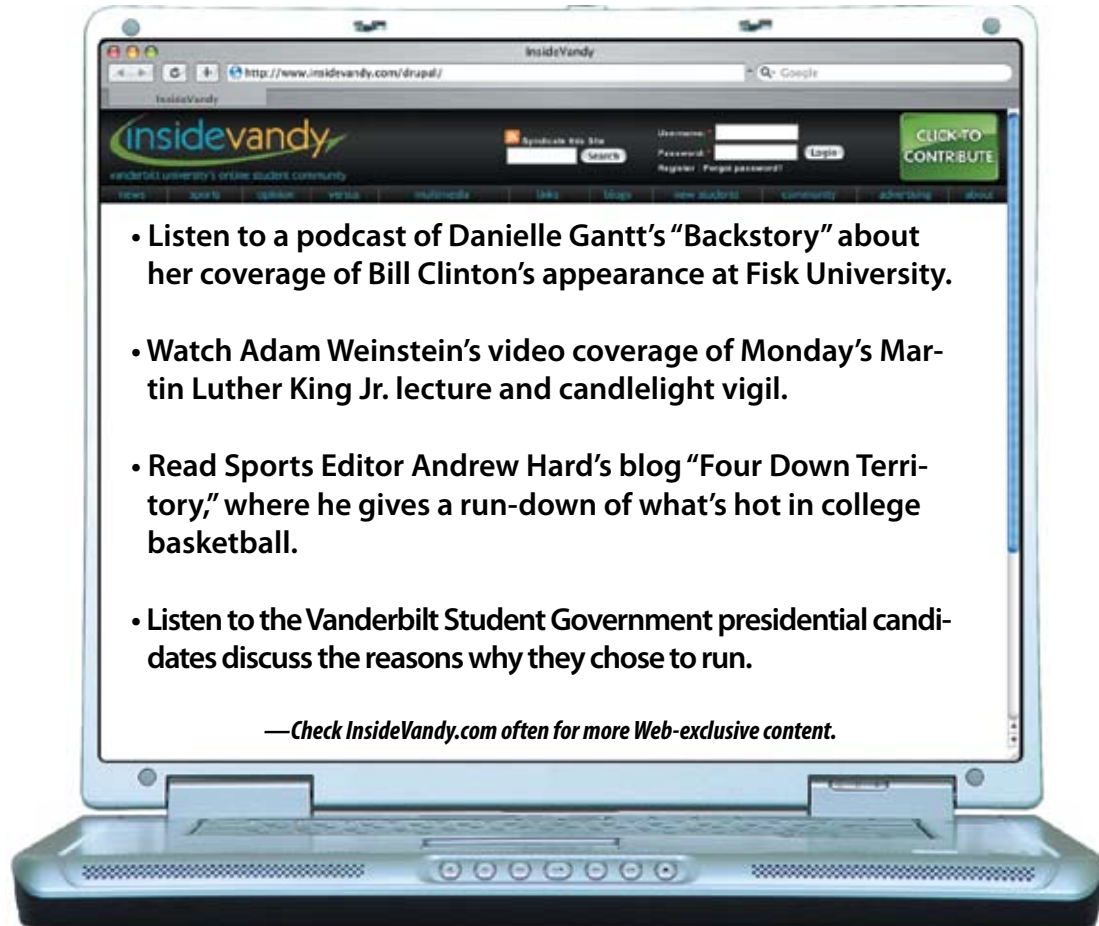 InsideVandy
http://www.insidevandy.com/drupal/
Google
InsideVandy
insidevandy
vanderbilt university's online student community
Syndicate this Site
Search
Username: *
Password: *
Login
Register Forgot password?
CLICK TO
CONTRIBUTE
news sports opinion versus multimedia links blogs new students community advertising about
• Listen to a podcast of Danielle Gantt's “Backstory” about
her coverage of Bill Clinton's appearance at Fisk University.
• Watch Adam Weinstein's video coverage of Monday's Mar-
tin Luther King Jr. lecture and candlelight vigil.
• Read Sports Editor Andrew Hard's blog “Four Down Terri-
tory,” where he gives a run-down of what's hot in college
basketball.
• Listen to the Vanderbilt Student Government presidential candi-
dates discuss the reasons why they chose to run.
—Check InsideVandy.com often for more Web-exclusive content.